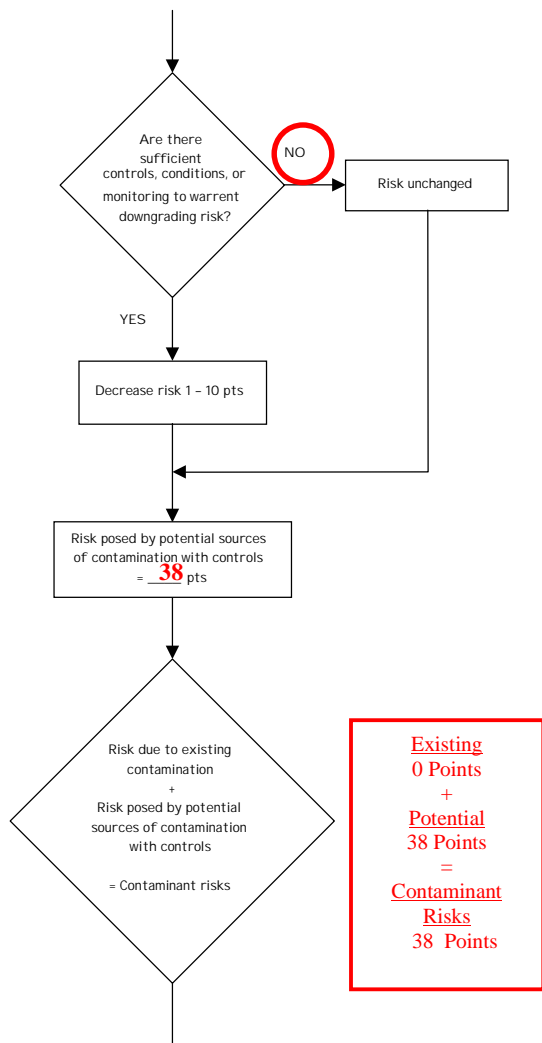 Are there
sufficient
controls, conditions, or
monitoring to warrent
downgrading risk?
NO
Risk unchanged
YES
Decrease risk 1 – 10 pts
Risk posed by potential sources
of contamination with controls
= 38 pts
Risk due to existing
contamination
+
Risk posed by potential
sources of contamination
with controls
= Contaminant risks
Existing
0 Points
+
Potential
38 Points
=
Contaminant
Risks
38 Points